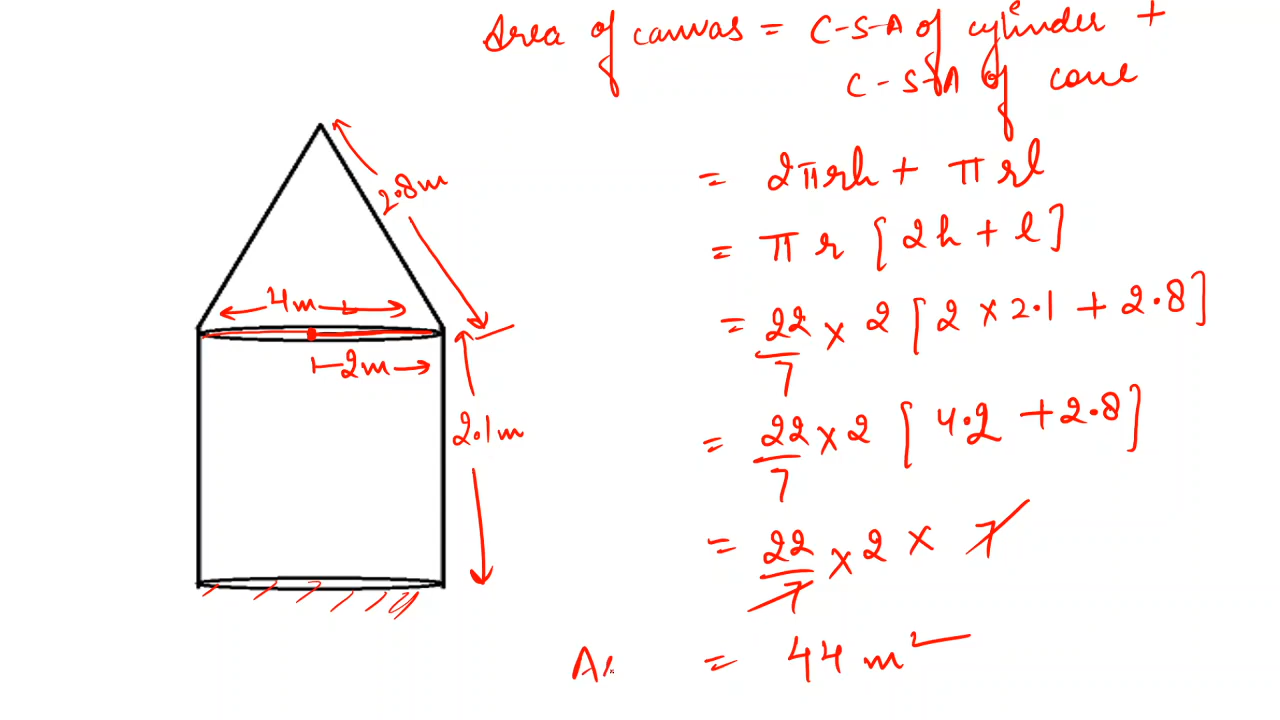 Area of canvas = C-S-A of cylinder +
C-S-A of cone
= 2πrh + πrl
= πr [2h + l]
= 22/7 × 2 [2 × 2.1 + 2.8]
= 22/7 × 2 [4.2 + 2.8]
= 22/7 × 2 × 7
= 44 m²
2.8m
4m
2m
2.1m